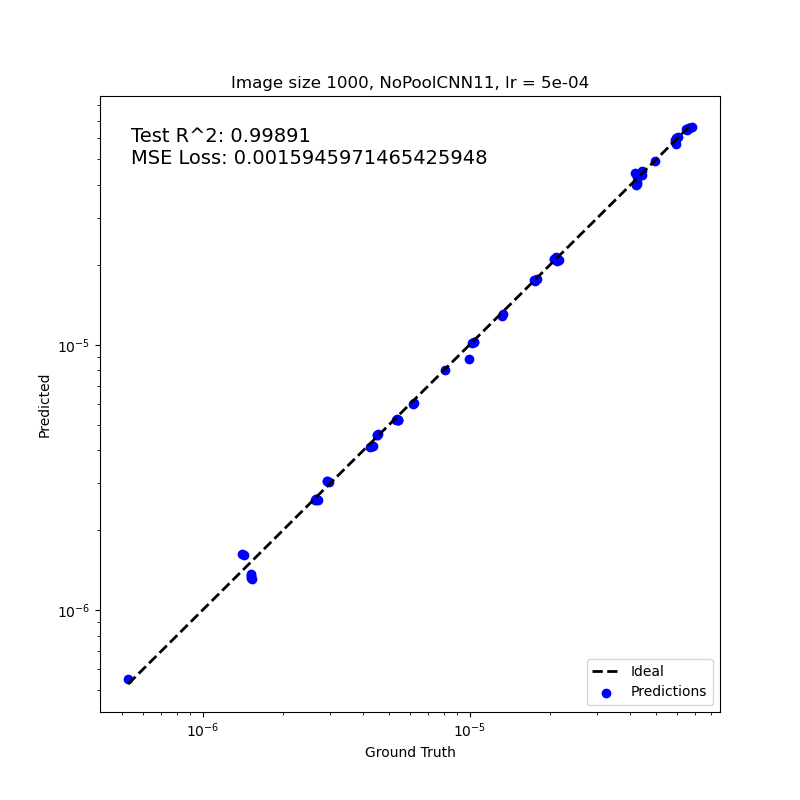 Image size 1000, NoPoolCNN11, lr = 5e-04
Test R^2: 0.99891
MSE Loss: 0.0015945971465425948
Predicted
10⁻⁵
10⁻⁶
Ideal
Predictions
10⁻⁶ 10⁻⁵
Ground Truth